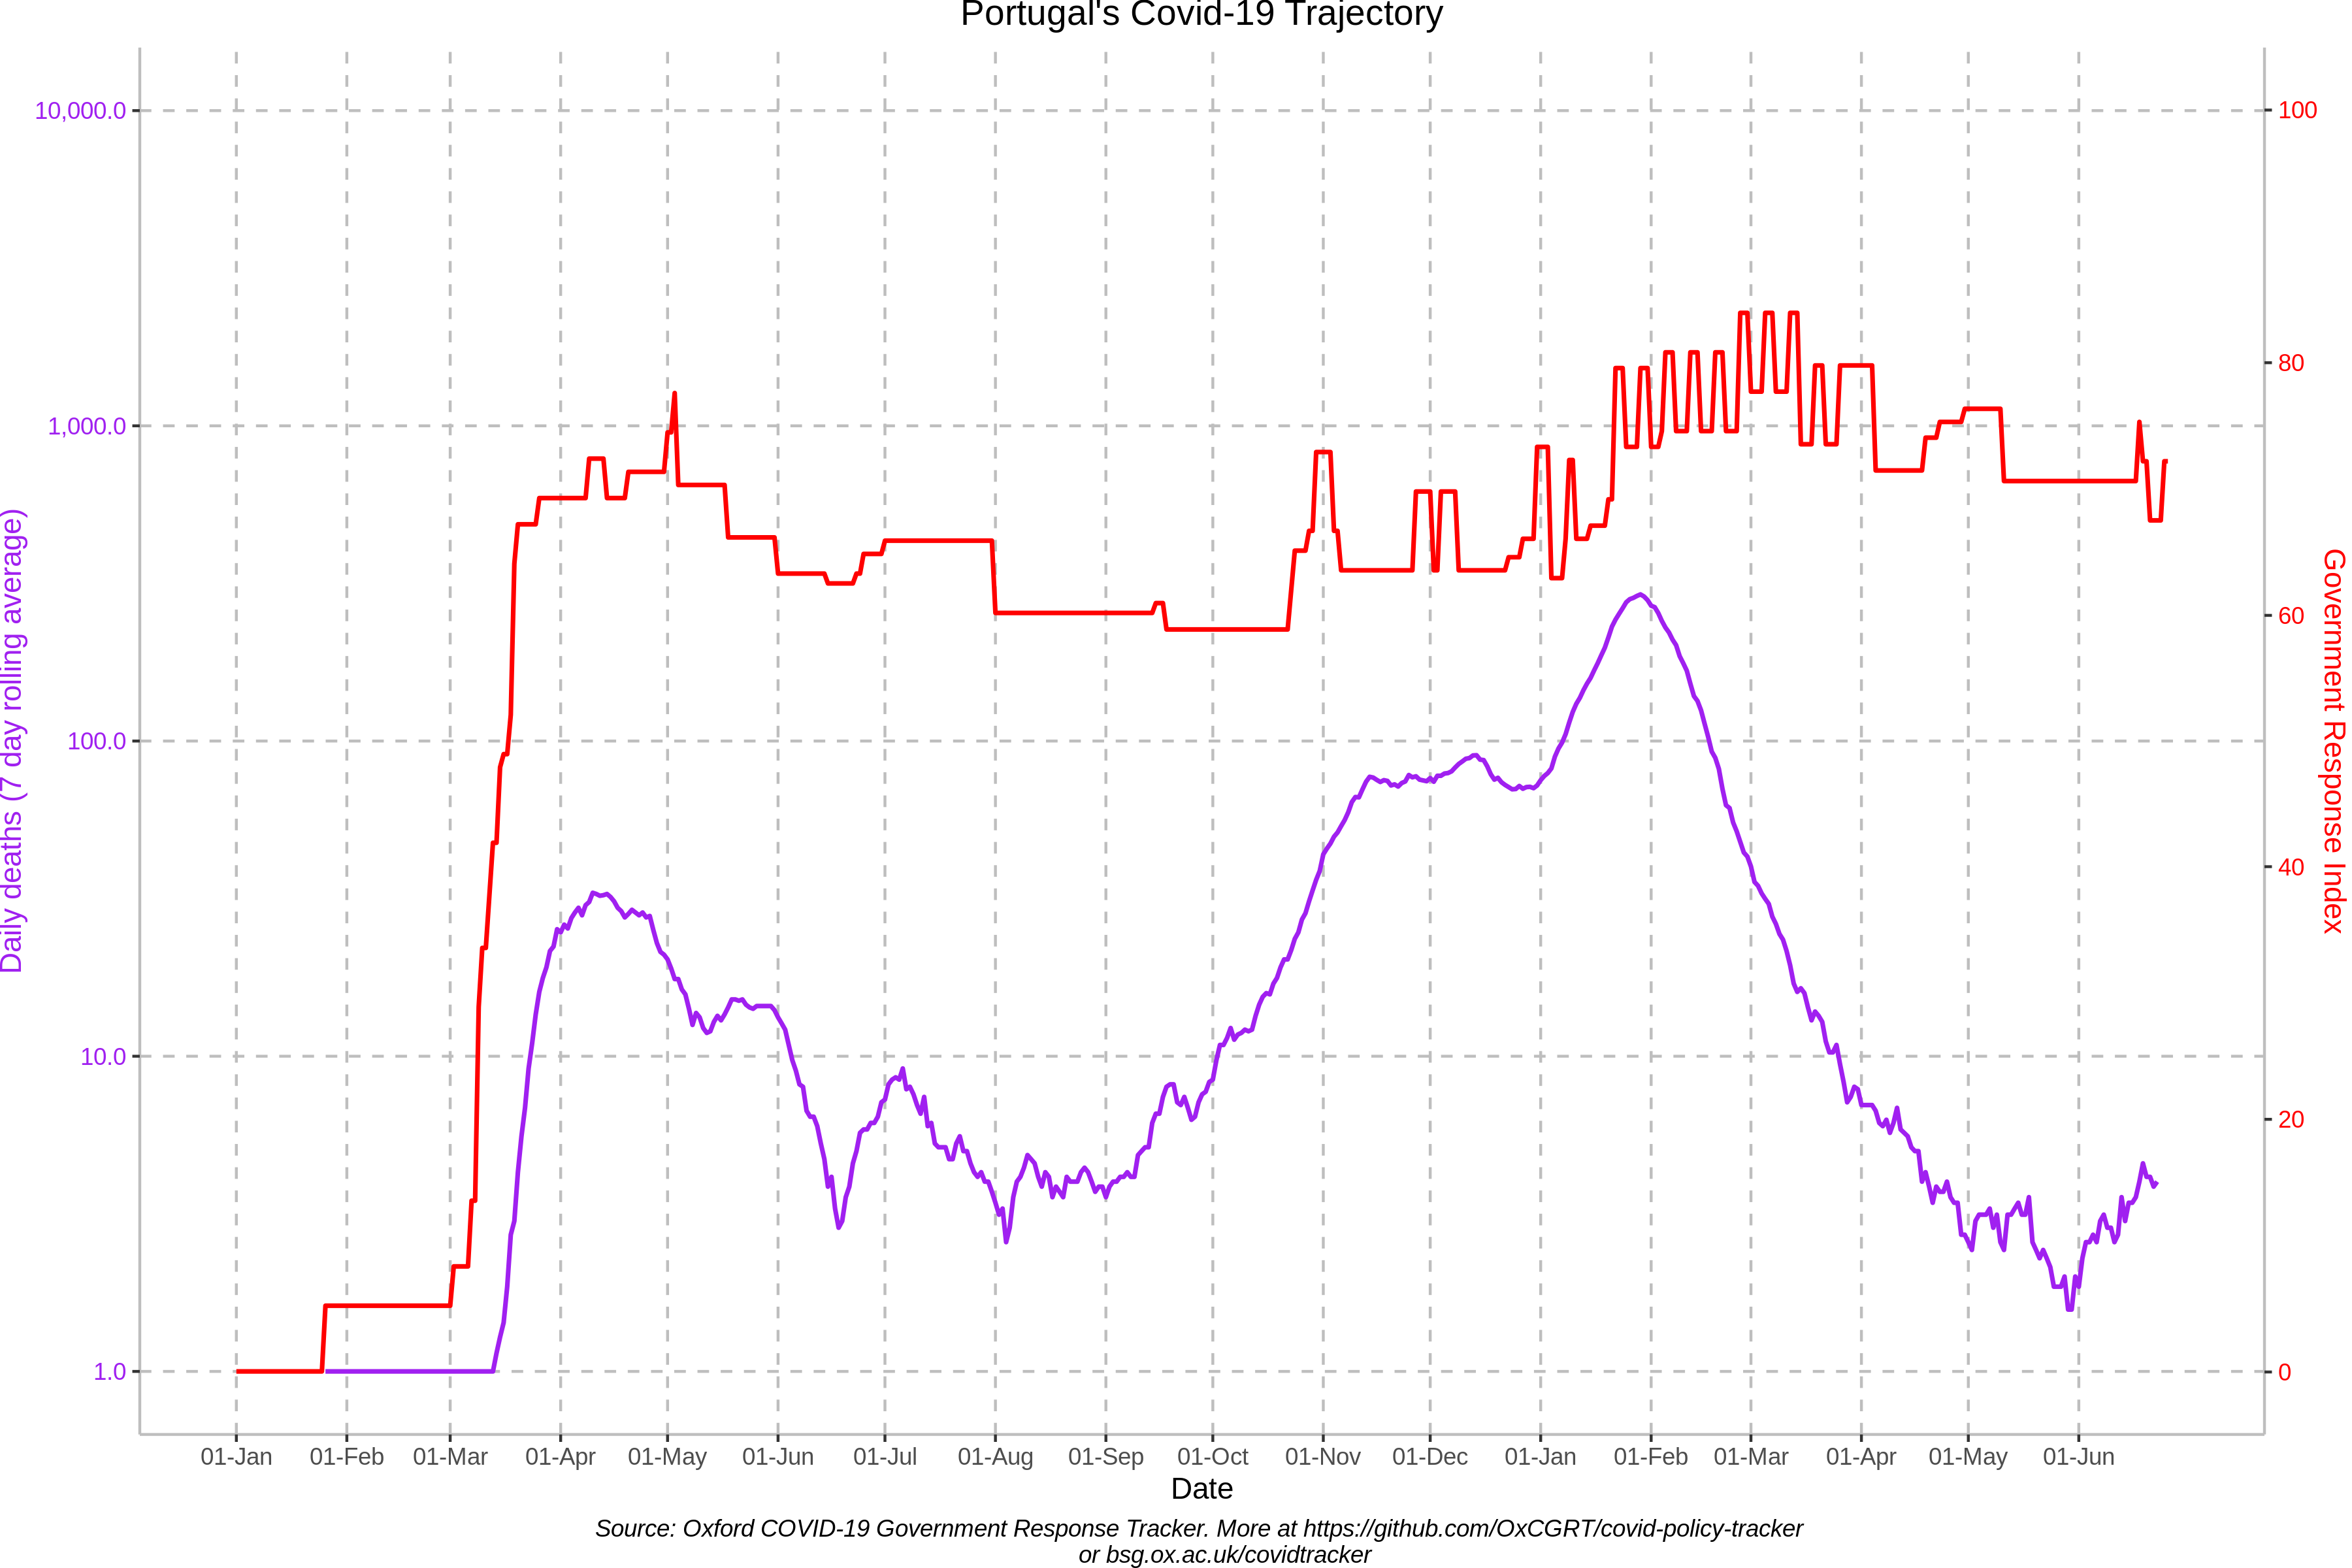 Portugal's Covid-19 Trajectory
10,000.0
1,000.0
100.0
10.0
1.0
Daily deaths (7 day rolling average)
100
80
60
40
20
0
Government Response Index
01-Jan 01-Feb 01-Mar 01-Apr 01-May 01-Jun 01-Jul 01-Aug 01-Sep 01-Oct 01-Nov 01-Dec 01-Jan 01-Feb 01-Mar 01-Apr 01-May 01-Jun
Date
Source: Oxford COVID-19 Government Response Tracker. More at https://github.com/OxCGRT/covid-policy-tracker
or bsg.ox.ac.uk/covidtracker